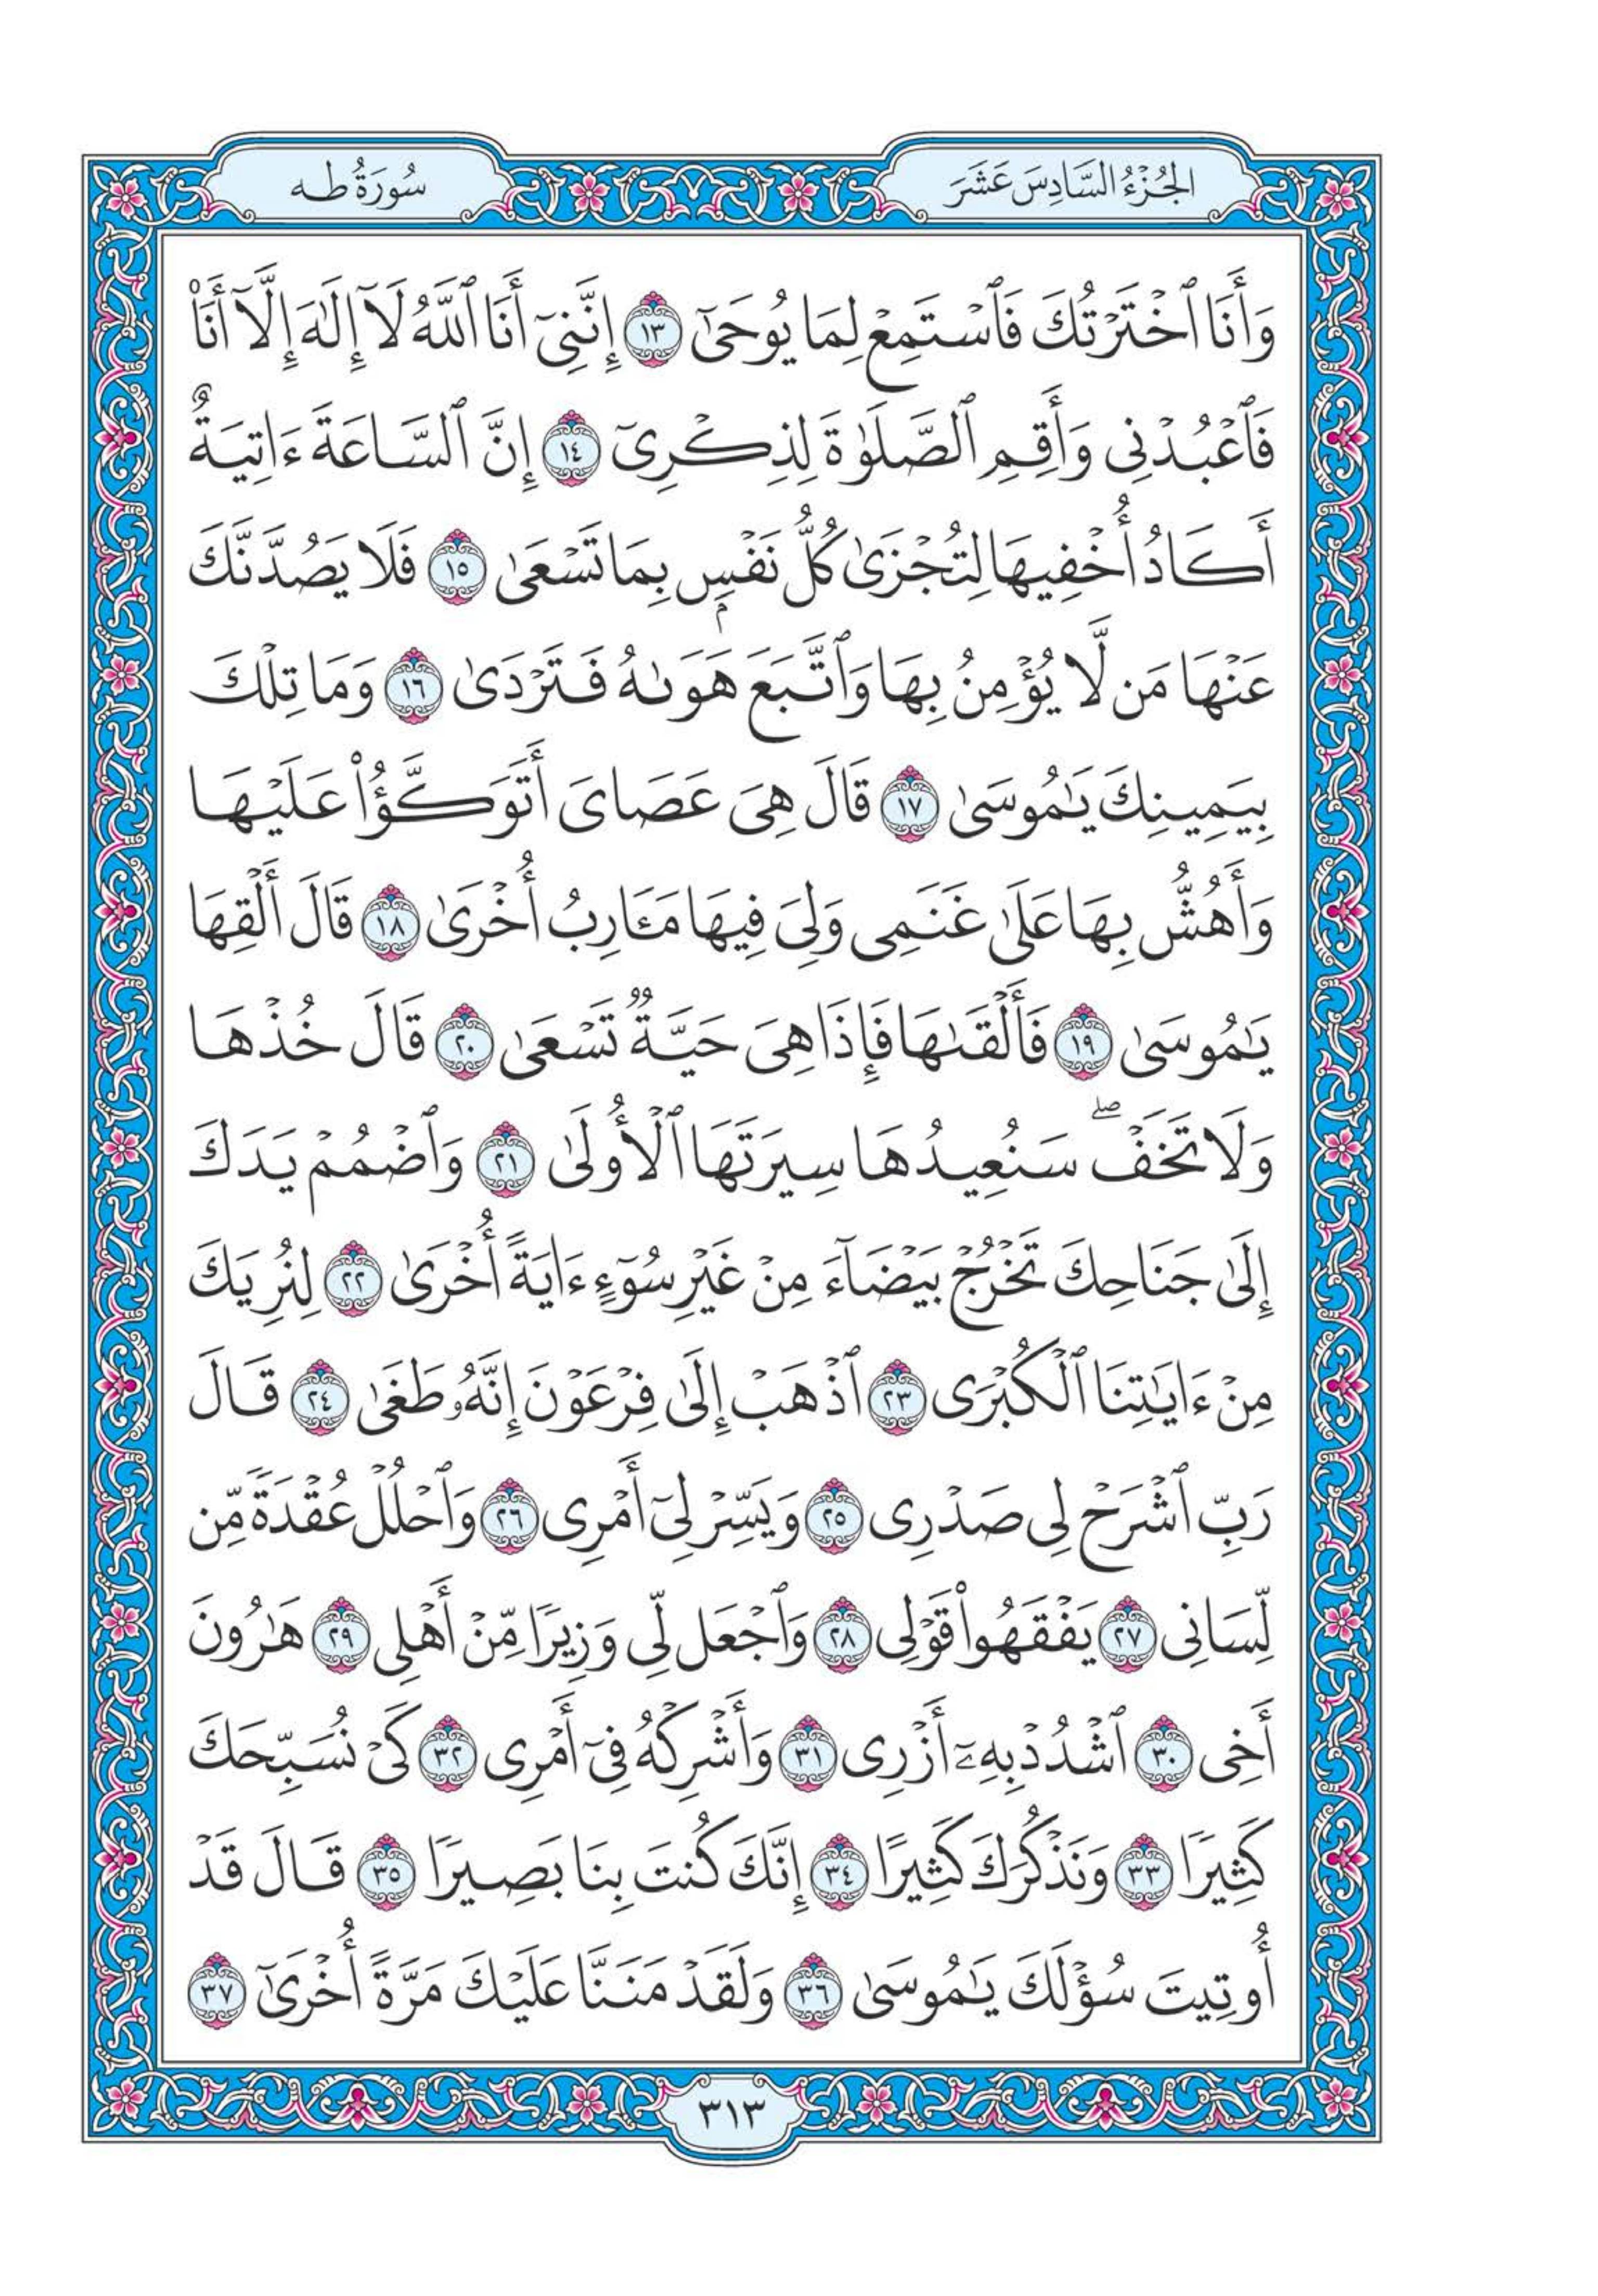 الجُزْءُ السَّادِسَ عَشَرَ
سُورَةُ طه
وَأَنَا ٱخْتَرْتُكَ فَٱسْتَمِعْ لِمَا يُوحَىٰٓ ١٣ إِنَّنِىٓ أَنَا ٱللَّهُ لَآ إِلَٰهَ إِلَّآ أَنَا۠
فَٱعْبُدْنِى وَأَقِمِ ٱلصَّلَوٰةَ لِذِكْرِىٓ ١٤ إِنَّ ٱلسَّاعَةَ ءَاتِيَةٌ
أَكَادُ أُخْفِيهَا لِتُجْزَىٰ كُلُّ نَفْسٍۭ بِمَا تَسْعَىٰ ١٥ فَلَا يَصُدَّنَّكَ
عَنْهَا مَن لَّا يُؤْمِنُ بِهَا وَٱتَّبَعَ هَوَىٰهُ فَتَرْدَىٰ ١٦ وَمَا تِلْكَ
بِيَمِينِكَ يَٰمُوسَىٰ ١٧ قَالَ هِىَ عَصَاىَ أَتَوَكَّؤُا۟ عَلَيْهَا
وَأَهُشُّ بِهَا عَلَىٰ غَنَمِى وَلِىَ فِيهَا مَـَٔارِبُ أُخْرَىٰ ١٨ قَالَ أَلْقِهَا
يَٰمُوسَىٰ ١٩ فَأَلْقَىٰهَا فَإِذَا هِىَ حَيَّةٌ تَسْعَىٰ ٢٠ قَالَ خُذْهَا
وَلَا تَخَفْ ۖ سَنُعِيدُهَا سِيرَتَهَا ٱلْأُولَىٰ ٢١ وَٱضْمُمْ يَدَكَ
إِلَىٰ جَنَاحِكَ تَخْرُجْ بَيْضَآءَ مِنْ غَيْرِ سُوٓءٍ ءَايَةً أُخْرَىٰ ٢٢ لِنُرِيَكَ
مِنْ ءَايَٰتِنَا ٱلْكُبْرَى ٢٣ ٱذْهَبْ إِلَىٰ فِرْعَوْنَ إِنَّهُۥ طَغَىٰ ٢٤ قَالَ
رَبِّ ٱشْرَحْ لِى صَدْرِى ٢٥ وَيَسِّرْ لِىٓ أَمْرِى ٢٦ وَٱحْلُلْ عُقْدَةً مِّن
لِّسَانِى ٢٧ يَفْقَهُوا۟ قَوْلِى ٢٨ وَٱجْعَل لِّى وَزِيرًا مِّنْ أَهْلِى ٢٩ هَٰرُونَ
أَخِى ٣٠ ٱشْدُدْ بِهِۦٓ أَزْرِى ٣١ وَأَشْرِكْهُ فِىٓ أَمْرِى ٣٢ كَىْ نُسَبِّحَكَ
كَثِيرًا ٣٣ وَنَذْكُرَكَ كَثِيرًا ٣٤ إِنَّكَ كُنتَ بِنَا بَصِيرًا ٣٥ قَالَ قَدْ
أُوتِيتَ سُؤْلَكَ يَٰمُوسَىٰ ٣٦ وَلَقَدْ مَنَنَّا عَلَيْكَ مَرَّةً أُخْرَىٰٓ ٣٧
٣١٣